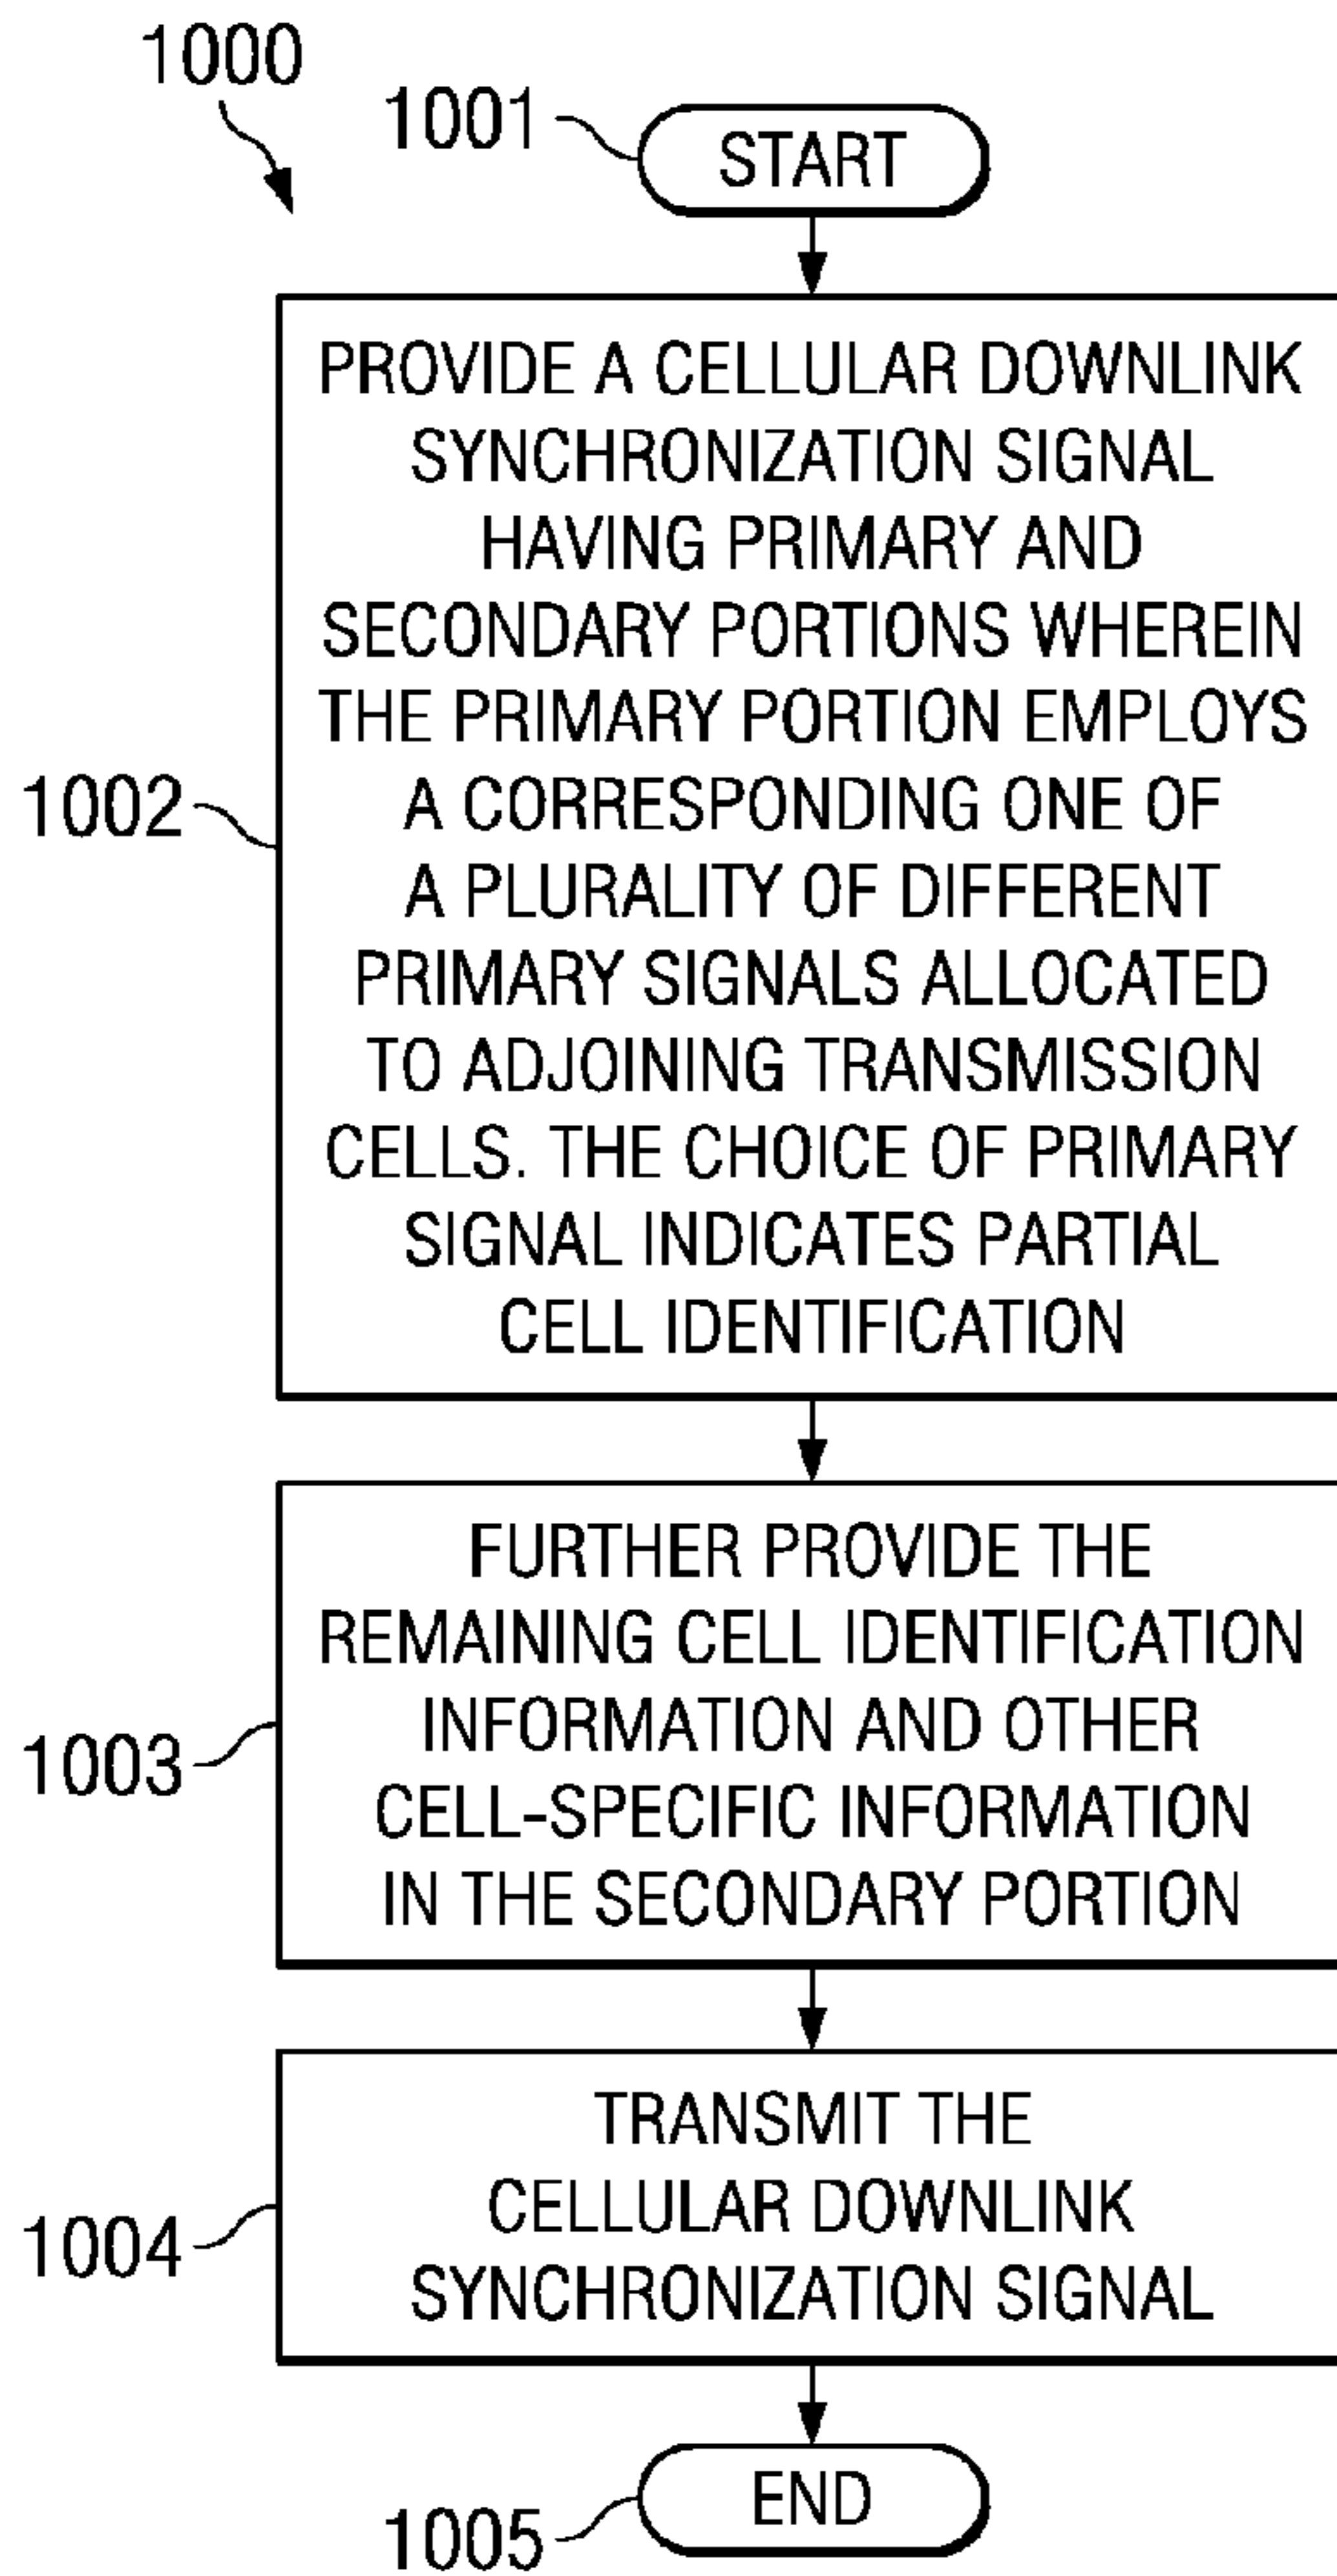 1000
1001
START
PROVIDE A CELLULAR DOWNLINK
SYNCHRONIZATION SIGNAL
HAVING PRIMARY AND
SECONDARY PORTIONS WHEREIN
THE PRIMARY PORTION EMPLOYS
1002
A CORRESPONDING ONE OF
A PLURALITY OF DIFFERENT
PRIMARY SIGNALS ALLOCATED
TO ADJOINING TRANSMISSION
CELLS. THE CHOICE OF PRIMARY
SIGNAL INDICATES PARTIAL
CELL IDENTIFICATION
FURTHER PROVIDE THE
REMAINING CELL IDENTIFICATION
INFORMATION AND OTHER
1003
CELL-SPECIFIC INFORMATION
IN THE SECONDARY PORTION
TRANSMIT THE
CELLULAR DOWNLINK
1004
SYNCHRONIZATION SIGNAL
END
1005